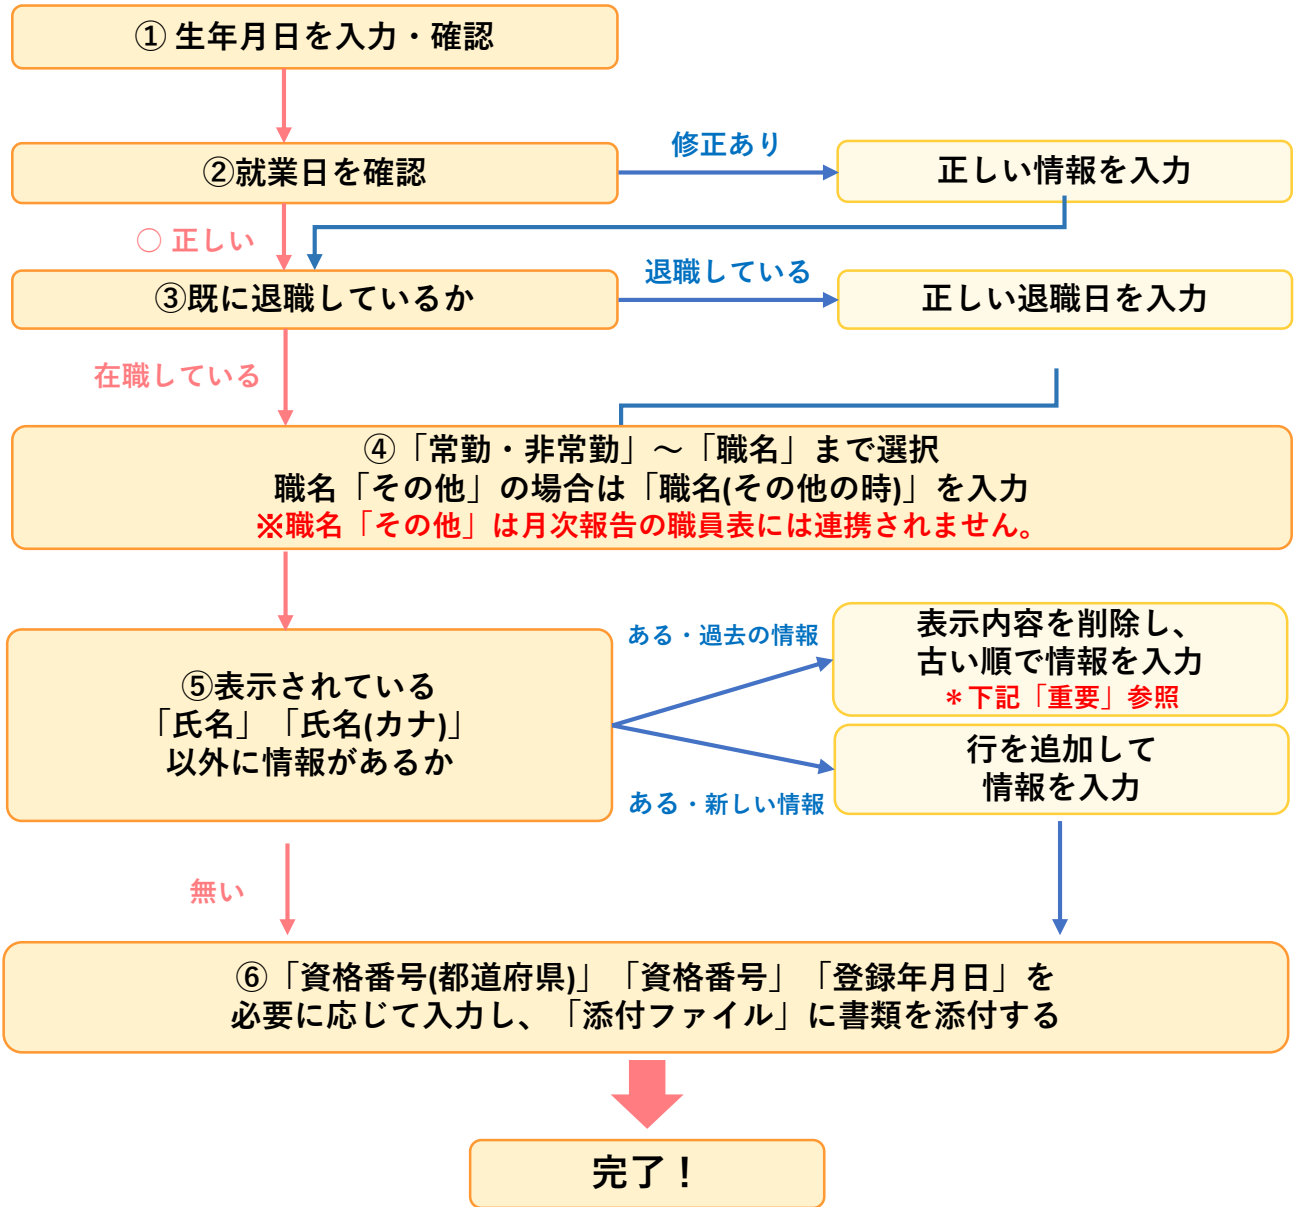 ① 生年月日を入力・確認
②就業日を確認
修正あり
正しい情報を入力
○ 正しい
③既に退職しているか
退職している
正しい退職日を入力
在職している
④「常勤・非常勤」～「職名」まで選択
職名「その他」の場合は「職名(その他の時)」を入力
※職名「その他」は月次報告の職員表には連携されません。
⑤表示されている
「氏名」「氏名(カナ)」
以外に情報があるか
ある・過去の情報
表示内容を削除し、
古い順で情報を入力
＊下記「重要」参照
ある・新しい情報
行を追加して
情報を入力
無い
⑥「資格番号(都道府県)」「資格番号」「登録年月日」を
必要に応じて入力し、「添付ファイル」に書類を添付する
完了！